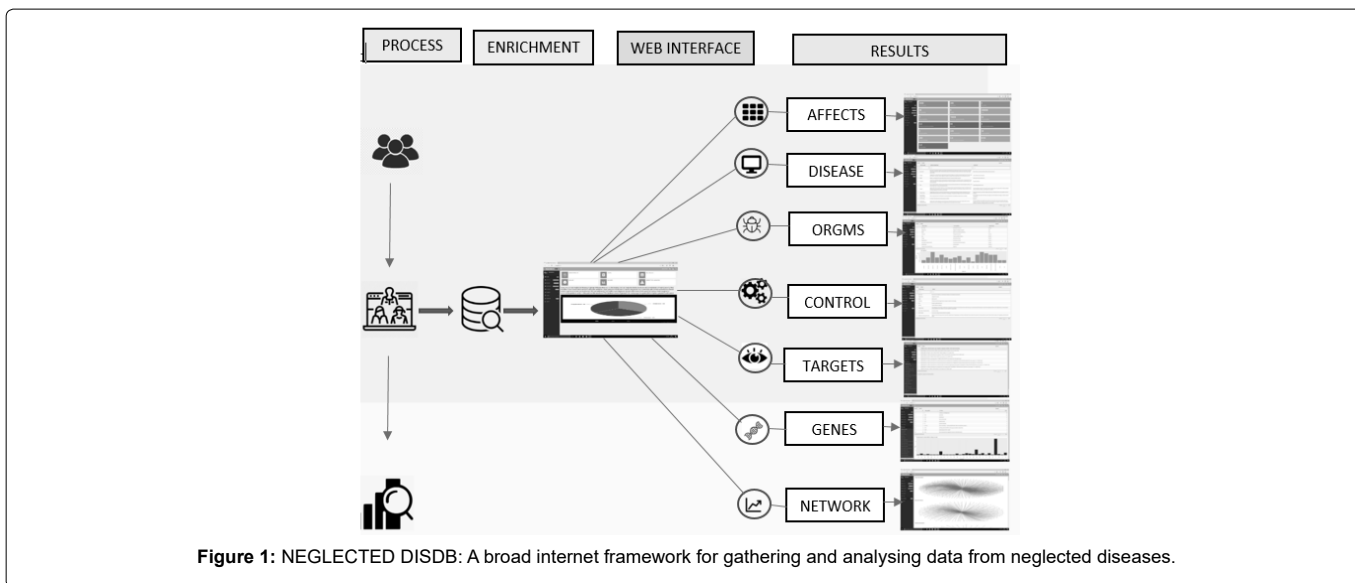 PROCESS
ENRICHMENT
WEB INTERFACE
RESULTS
AFFECTS
DISEASE
ORGMS
CONTROL
TARGETS
GENES
NETWORK
Figure 1: NEGLECTED DISDB: A broad internet framework for gathering and analysing data from neglected diseases.